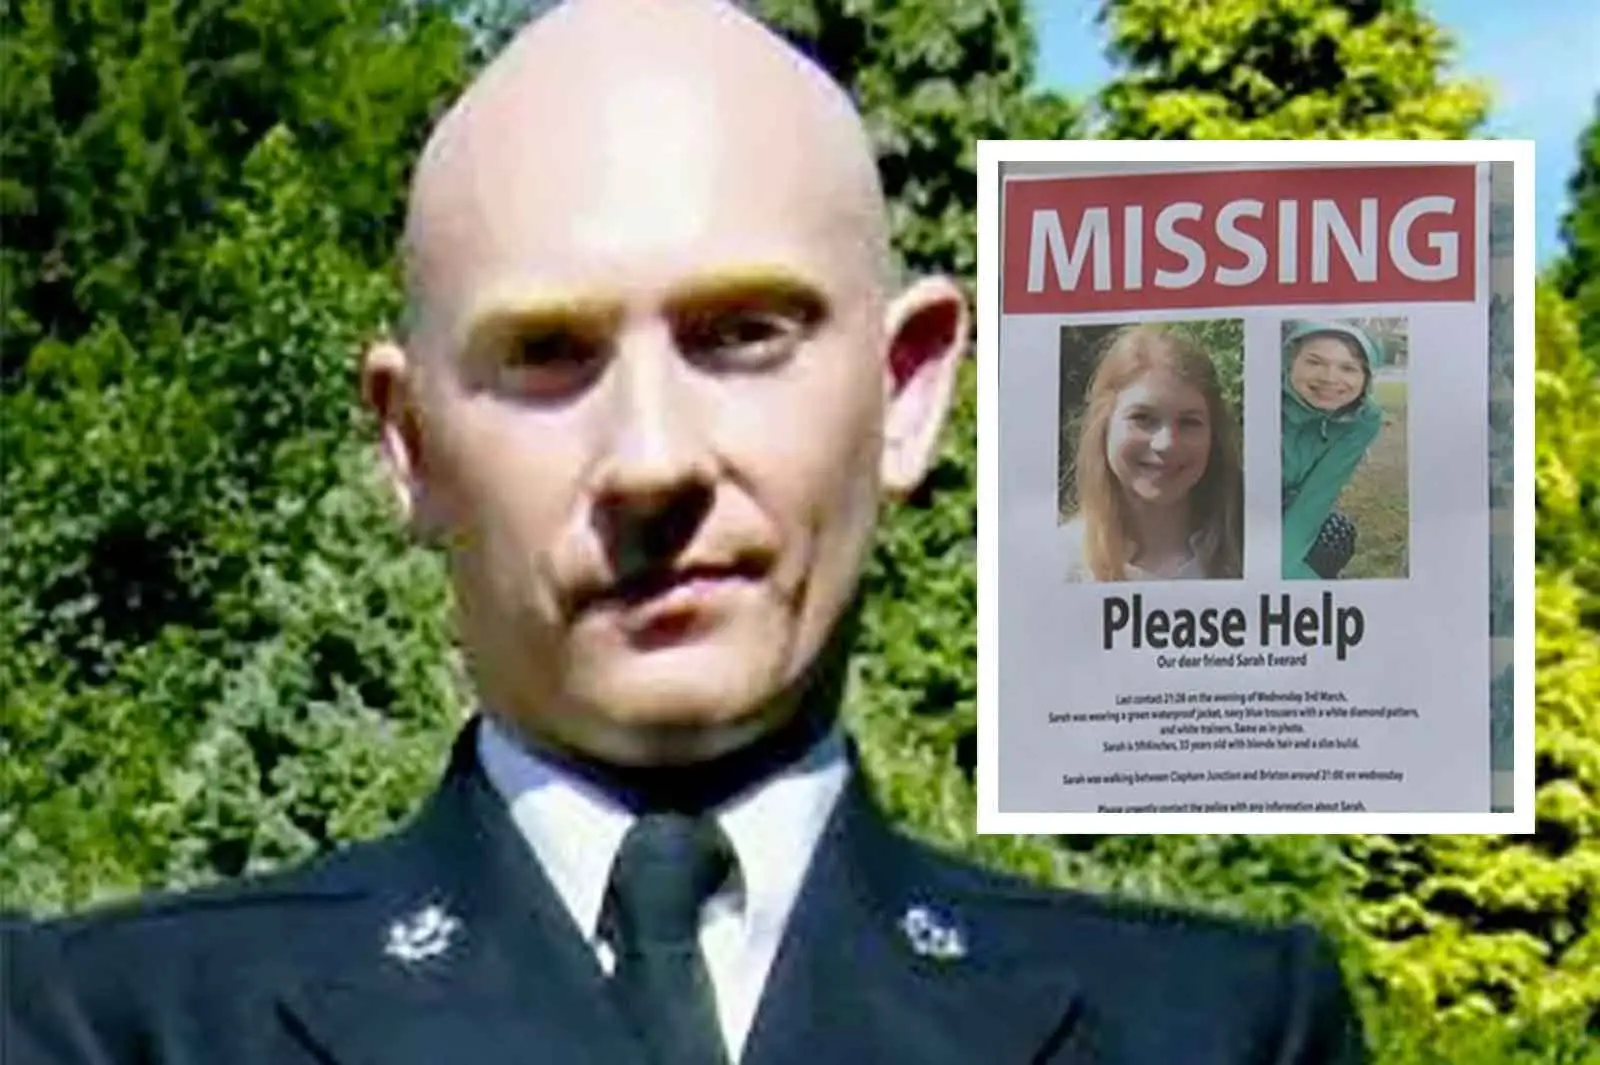 MISSING
Please Help
Our dear friend Sarah Everard
Last contact 21:28 on the evening of Wednesday 3rd March.
Sarah was wearing a green waterproof jacket, navy blue trousers with a white diamond pattern,
and white trainers. Same as in photo.
Sarah is 5ft4inches, 33 years old with blonde hair and a slim build.
Sarah was walking between Clapham Junction and Brixton around 21:00 on wednesday
Please urgently contact the police with any information about Sarah.